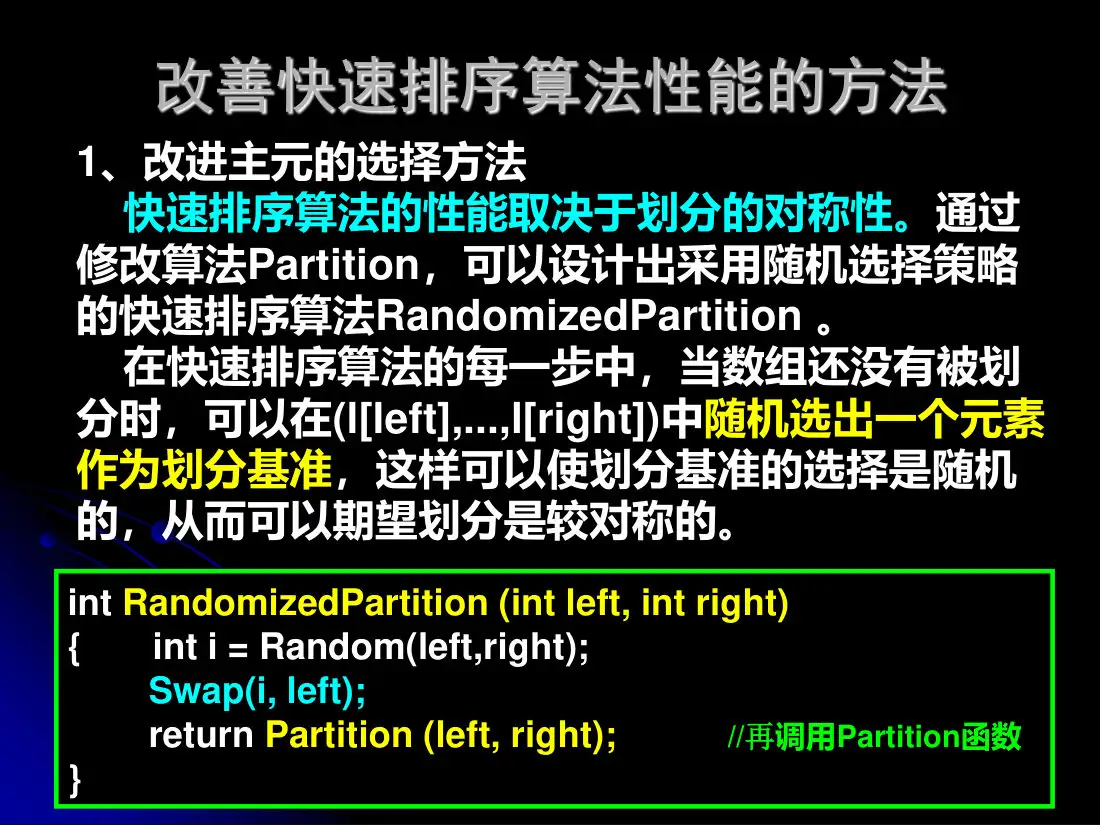 改善快速排序算法性能的方法
1、改进主元的选择方法
快速排序算法的性能取决于划分的对称性。通过
修改算法Partition，可以设计出采用随机选择策略
的快速排序算法RandomizedPartition 。
在快速排序算法的每一步中，当数组还没有被划
分时，可以在(l[left],...,l[right])中随机选出一个元素
作为划分基准，这样可以使划分基准的选择是随机
的，从而可以期望划分是较对称的。
int RandomizedPartition (int left, int right)
{ int i = Random(left,right);
Swap(i, left);
return Partition (left, right); //再调用Partition函数
}